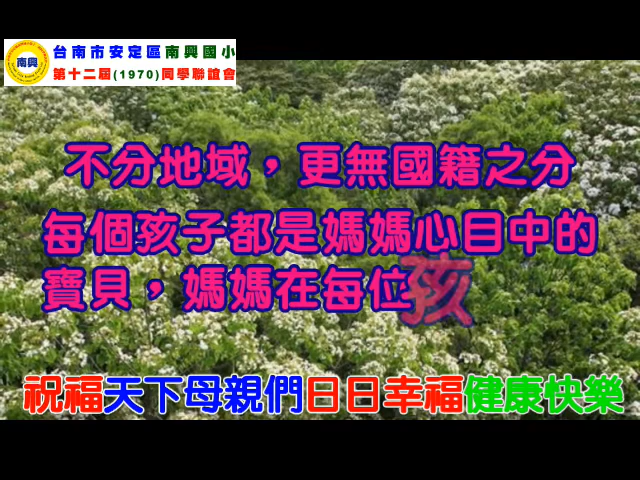 南興
台南市安定區南興國小
第十二屆(1970)同學聯誼會
不分地域，更無國籍之分
每個孩子都是媽媽心目中的
寶貝，媽媽在每位孩
祝福天下母親們日日幸福健康快樂